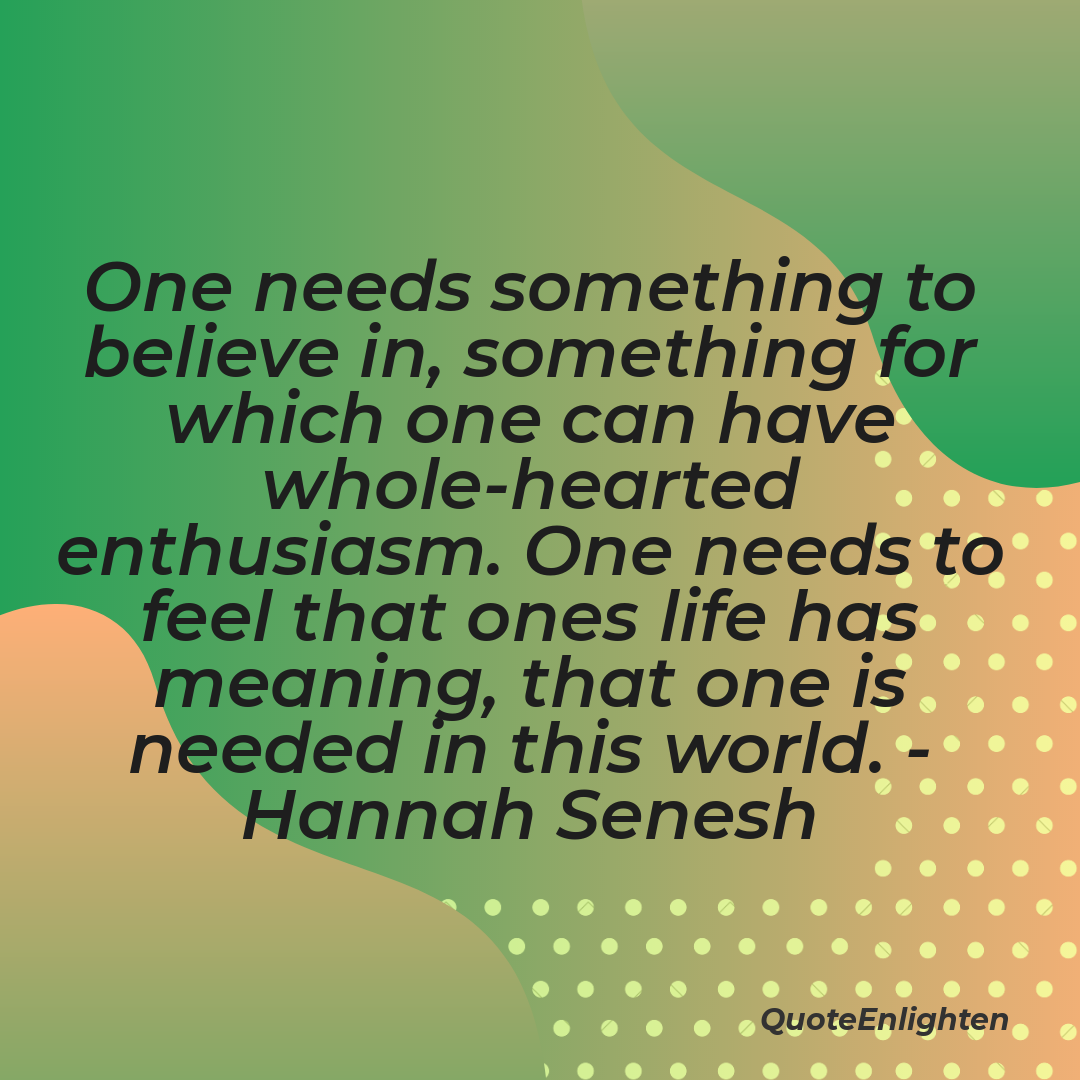 One needs something to
believe in, something for
which one can have
whole-hearted
enthusiasm. One needs to
feel that ones life has
meaning, that one is
needed in this world. -
Hannah Senesh
QuoteEnlighten